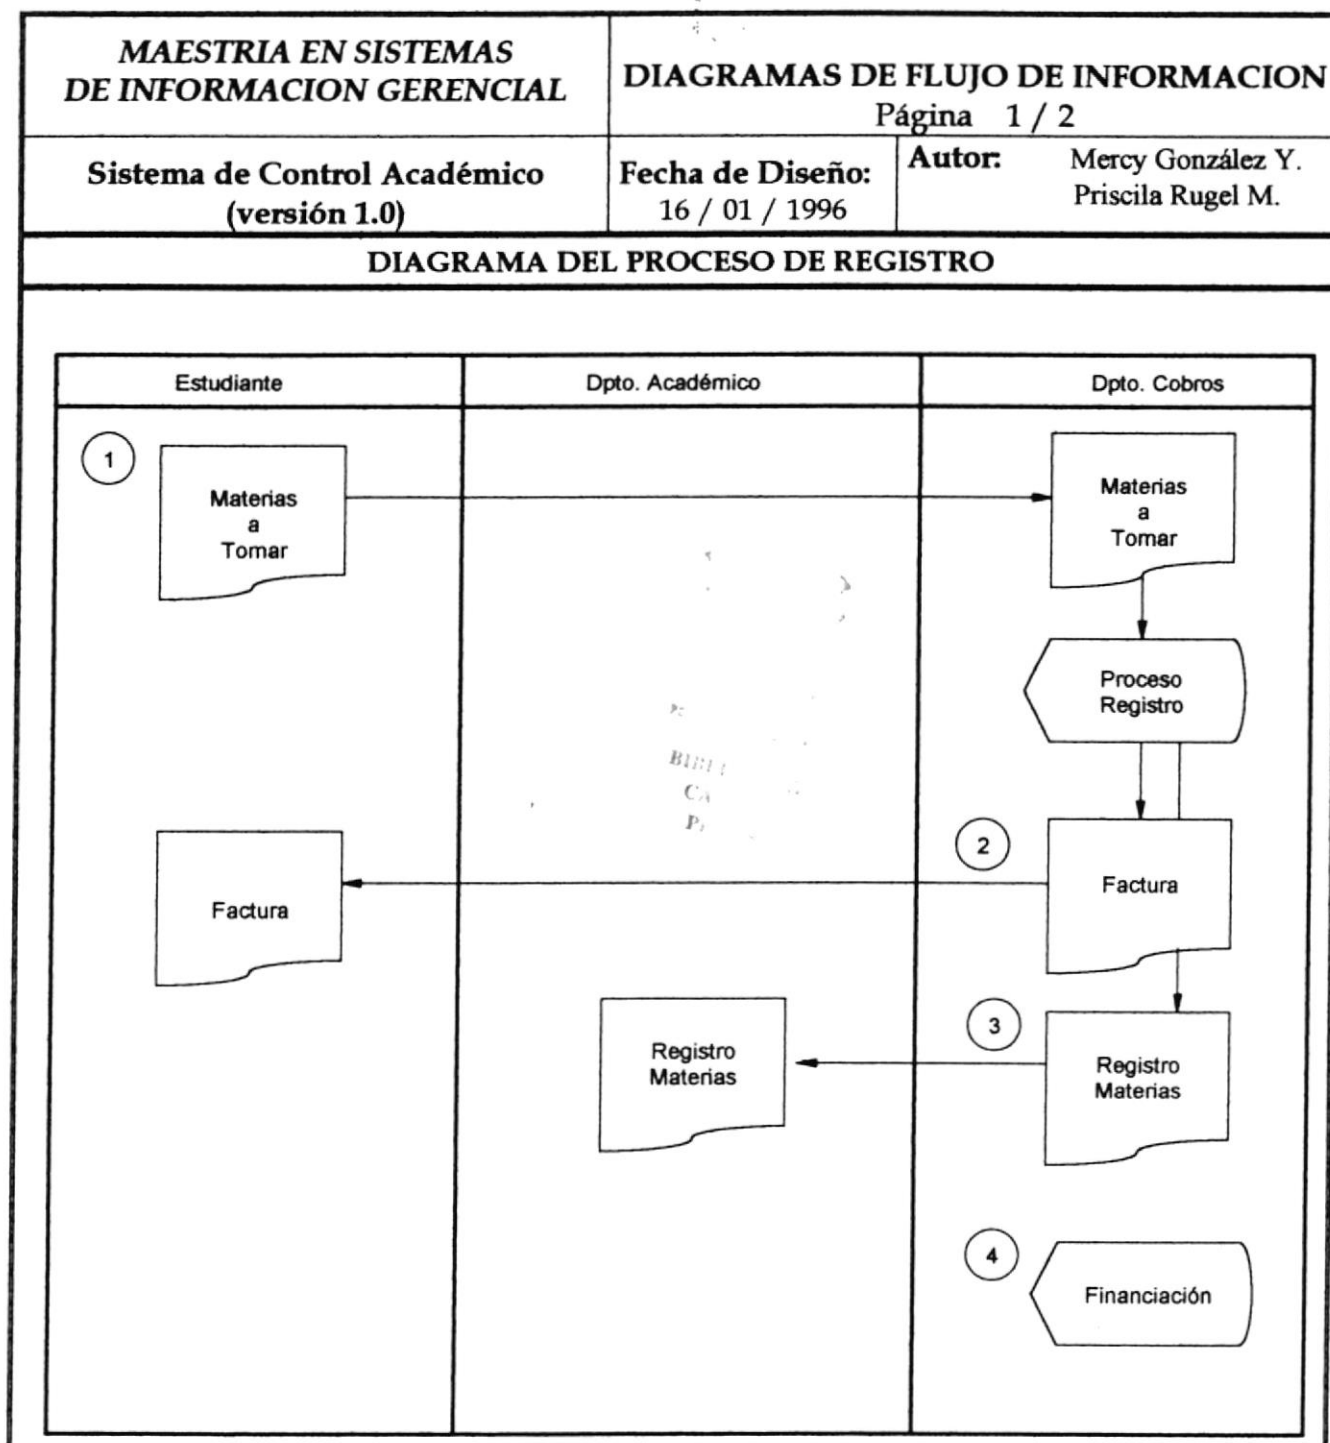 MAESTRIA EN SISTEMAS
DE INFORMACION GERENCIAL
DIAGRAMAS DE FLUJO DE INFORMACION
Página 1 / 2
Sistema de Control Académico
(versión 1.0)
Fecha de Diseño:
16 / 01 / 1996
Autor: Mercy González Y.
Priscila Rugel M.
DIAGRAMA DEL PROCESO DE REGISTRO
Estudiante
Dpto. Académico
Dpto. Cobros
1
Materias
a
Tomar
Materias
a
Tomar
Proceso
Registro
2
Factura
Factura
3
Registro
Materias
Registro
Materias
4
Financiación